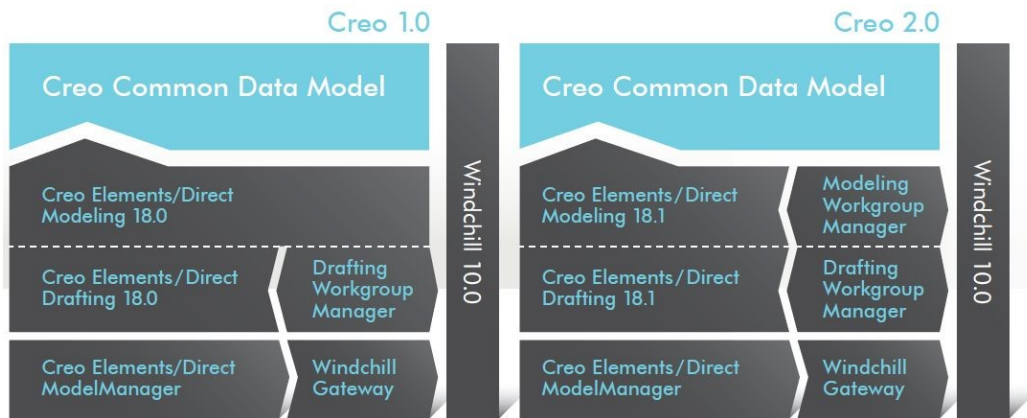 Creo 1.0
Creo Common Data Model
Creo Elements/Direct
Modeling 18.0
Creo Elements/Direct
Drafting 18.0
Drafting
Workgroup
Manager
Creo Elements/Direct
ModelManager
Windchill
Gateway
Windchill 10.0
Creo 2.0
Creo Common Data Model
Creo Elements/Direct
Modeling 18.1
Modeling
Workgroup
Manager
Creo Elements/Direct
Drafting 18.1
Drafting
Workgroup
Manager
Creo Elements/Direct
ModelManager
Windchill
Gateway
Windchill 10.0